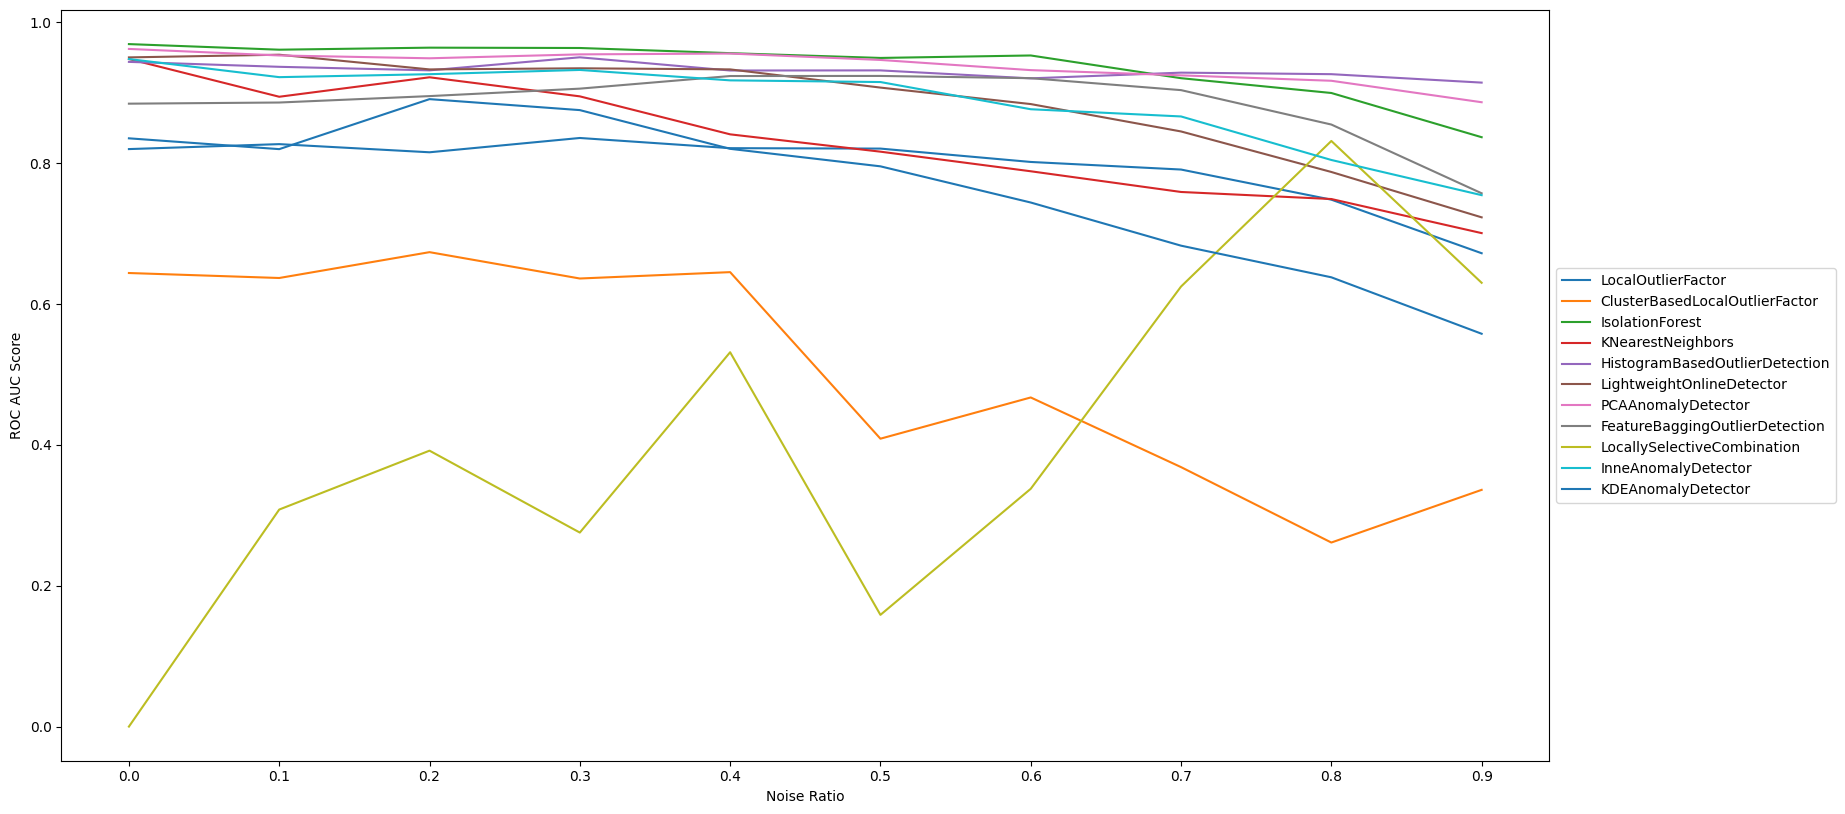 1.0
0.8
0.6
0.4
0.2
0.0
ROC AUC Score
0.0 0.1 0.2 0.3 0.4 0.5 0.6 0.7 0.8 0.9
Noise Ratio
LocalOutlierFactor
ClusterBasedLocalOutlierFactor
IsolationForest
KNearestNeighbors
HistogramBasedOutlierDetection
LightweightOnlineDetector
PCAAnomalyDetector
FeatureBaggingOutlierDetection
LocallySelectiveCombination
InneAnomalyDetector
KDEAnomalyDetector